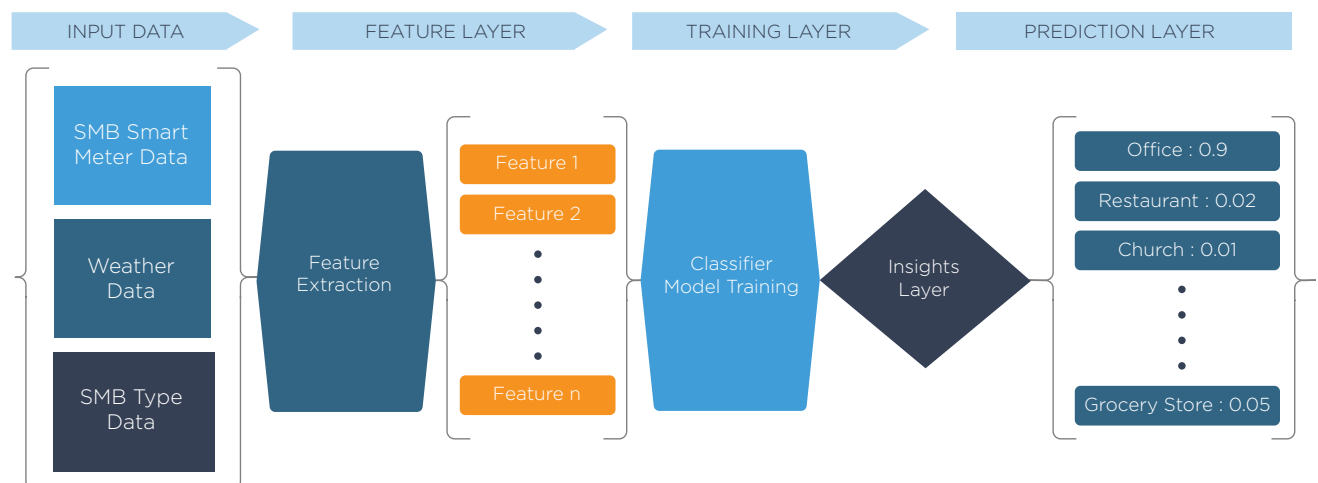 INPUT DATA
FEATURE LAYER
TRAINING LAYER
PREDICTION LAYER
SMB Smart
Meter Data
Weather
Data
SMB Type
Data
Feature
Extraction
Feature 1
Feature 2
Feature n
Classifier
Model Training
Insights
Layer
Office : 0.9
Restaurant : 0.02
Church : 0.01
Grocery Store : 0.05